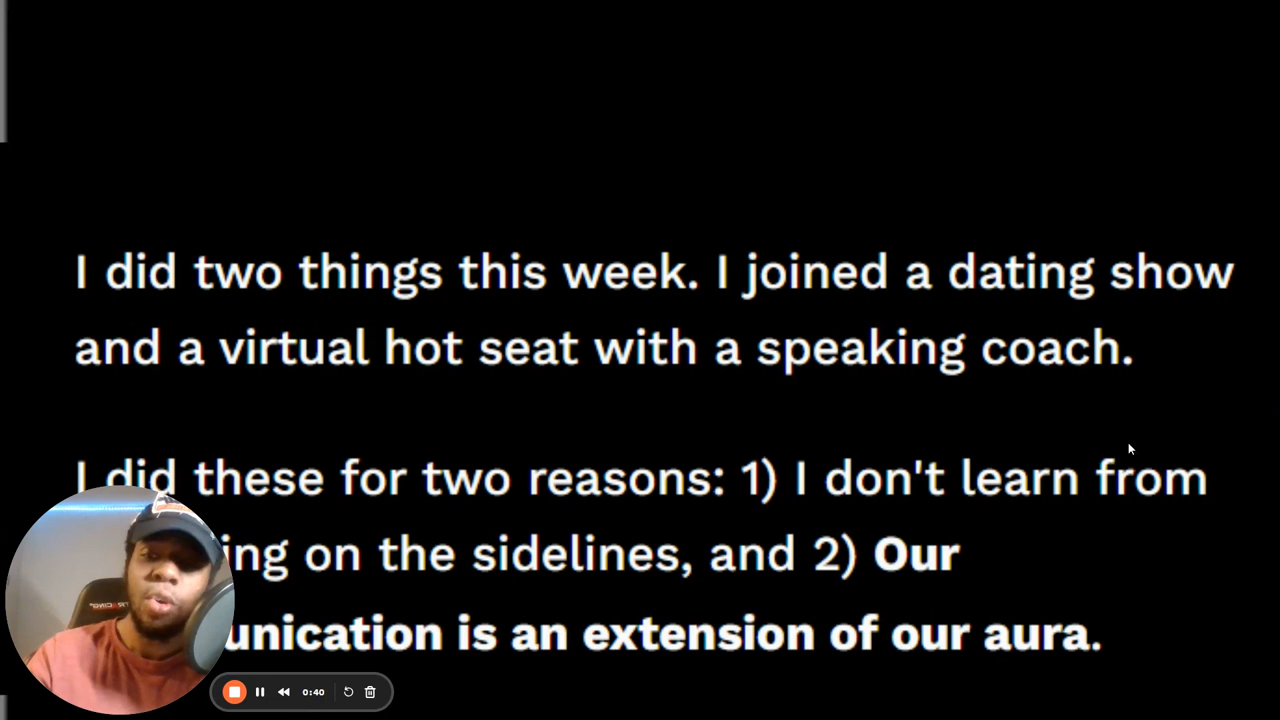 I did two things this week. I joined a dating show
and a virtual hot seat with a speaking coach.
I did these for two reasons: 1) I don't learn from
ing on the sidelines, and 2) Our
unication is an extension of our aura.
0:40